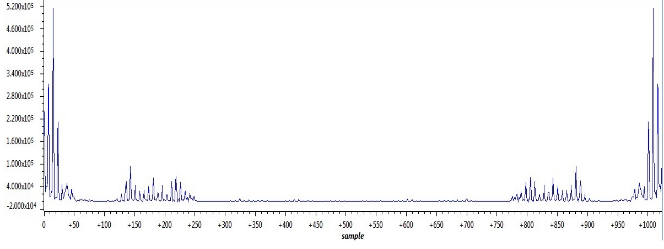 5.200x10⁵
4.600x10⁵
4.000x10⁵
3.400x10⁵
2.800x10⁵
2.200x10⁵
1.600x10⁵
1.000x10⁵
4.000x10⁴
-2.000x10⁴
0 +50 +100 +150 +200 +250 +300 +350 +400 +450 +500 +550 +600 +650 +700 +750 +800 +850 +900 +950 +1000
sample